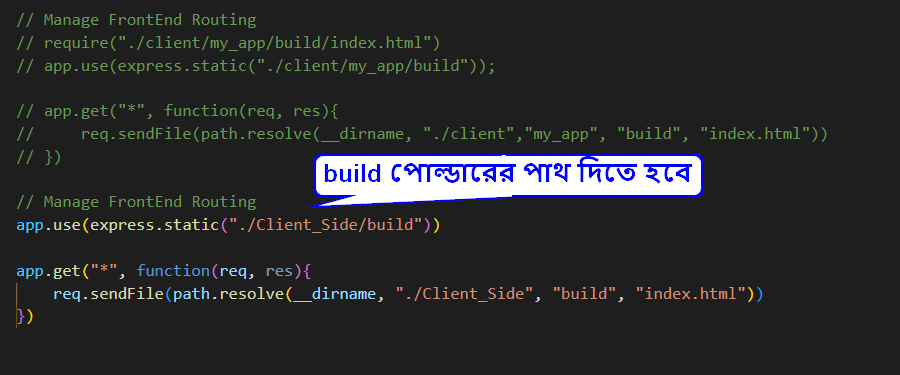 // Manage FrontEnd Routing
// require("./client/my_app/build/index.html")
// app.use(express.static("./client/my_app/build"));
// app.get("*", function(req, res){
//     req.sendFile(path.resolve(__dirname, "./client","my_app", "build", "index.html"))
// })
build পোল্ডারের পাথ দিতে হবে
// Manage FrontEnd Routing
app.use(express.static("./Client_Side/build"))
app.get("*", function(req, res){
    req.sendFile(path.resolve(__dirname, "./Client_Side", "build", "index.html"))
})